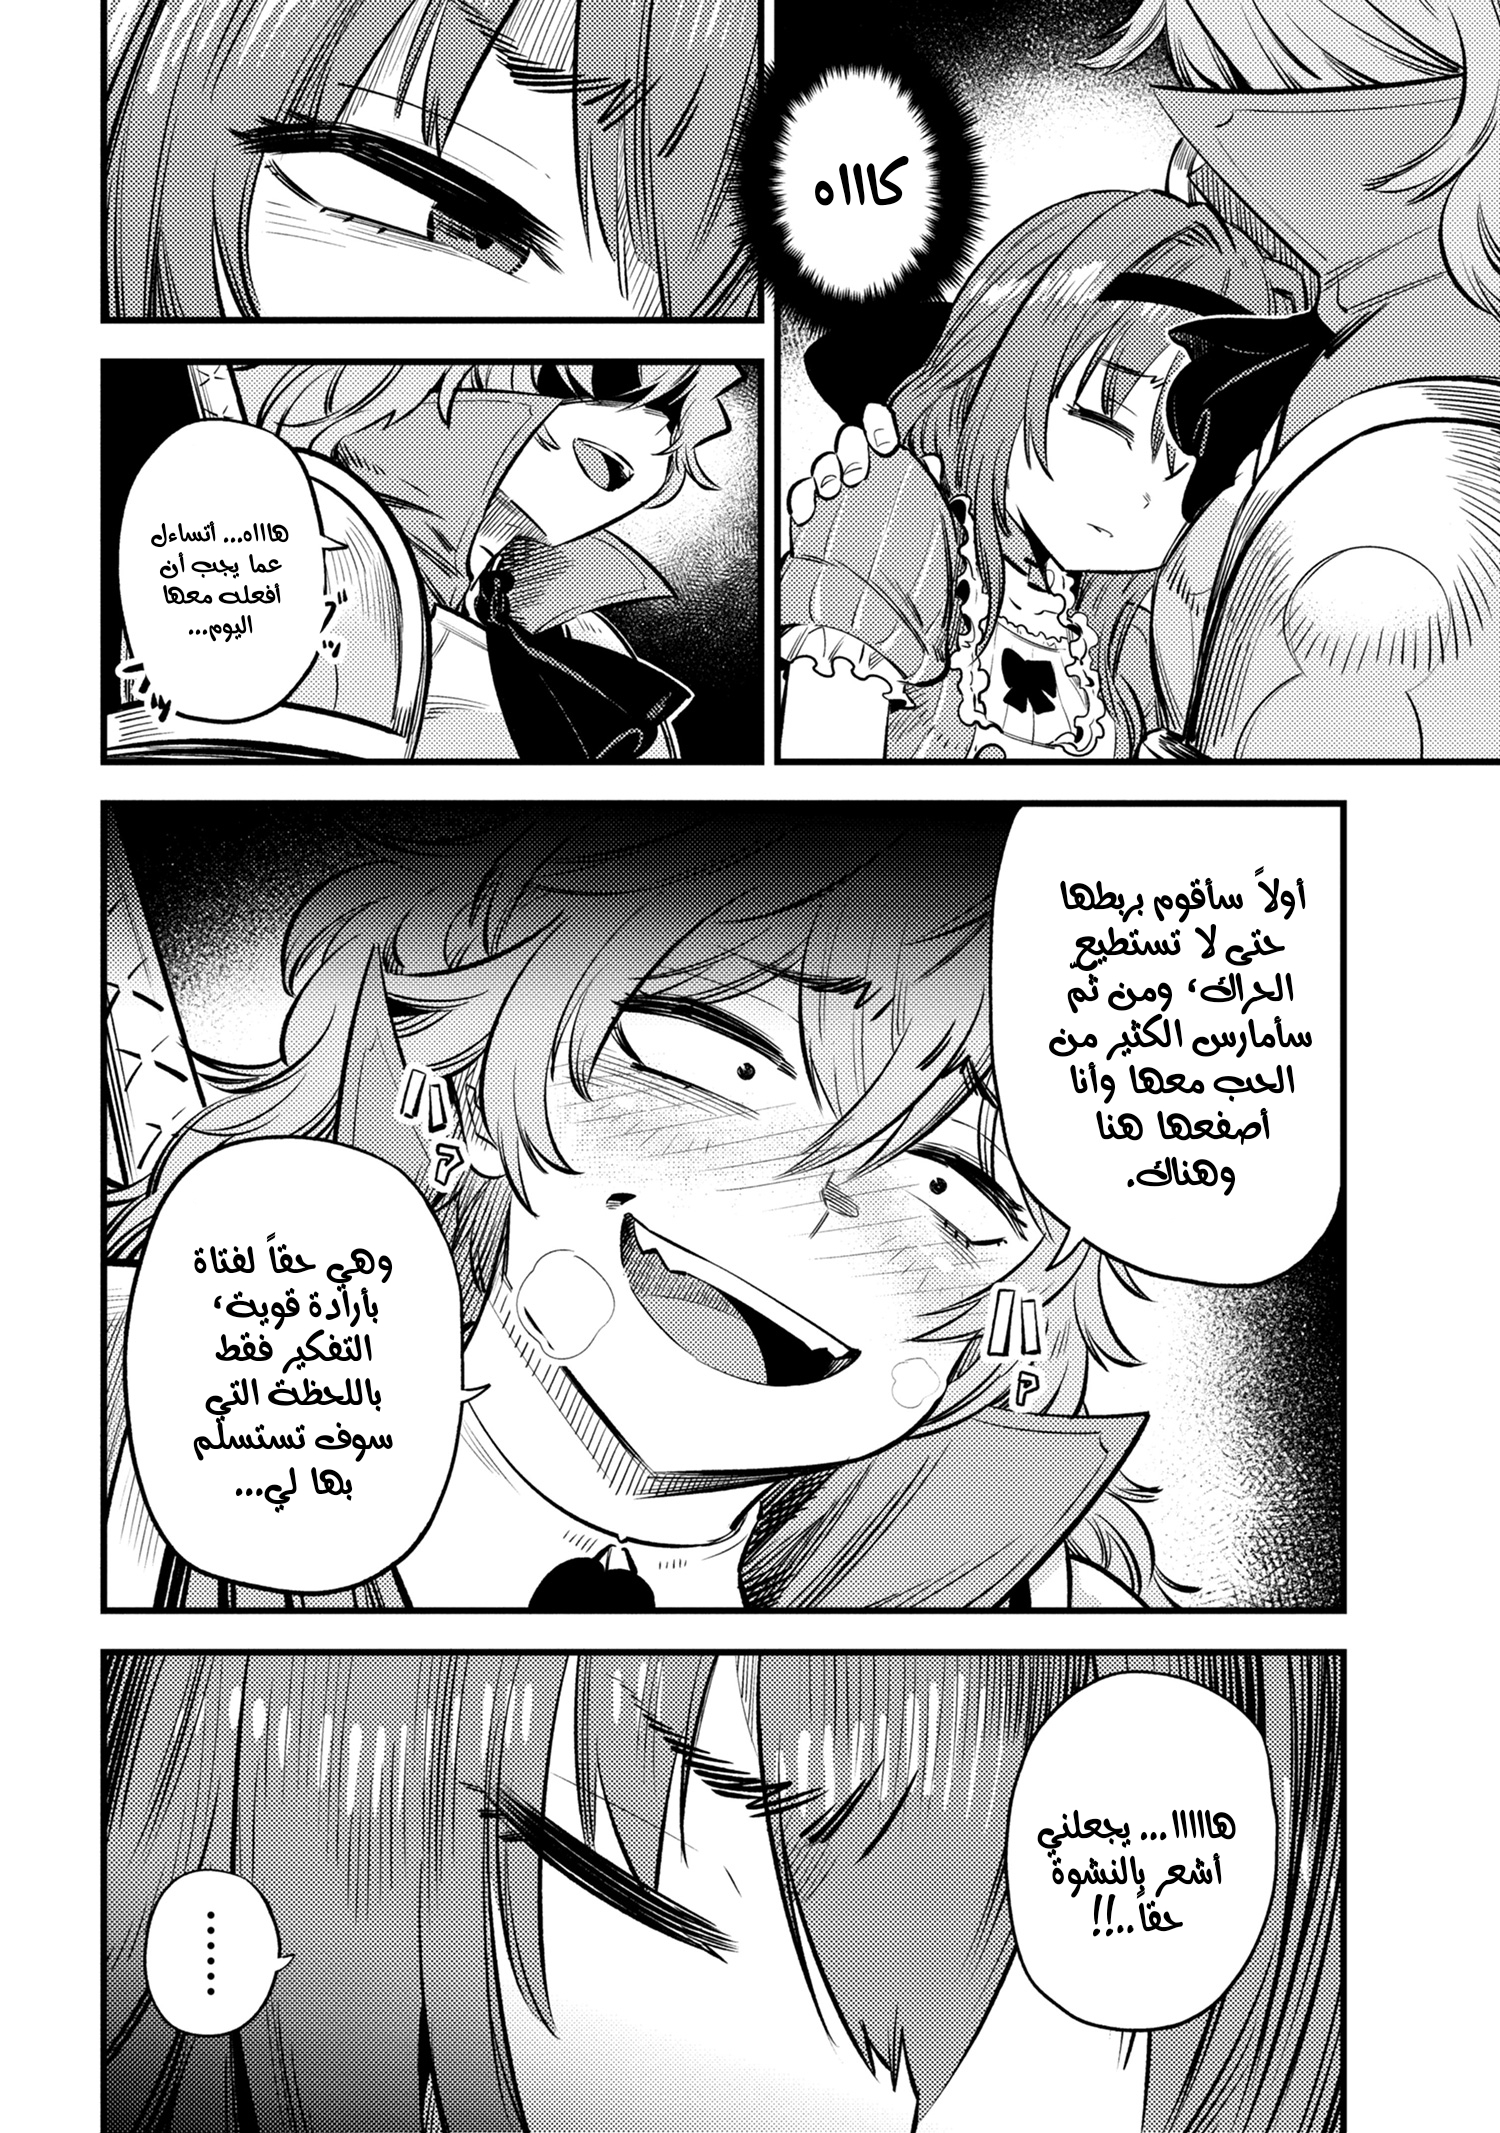 كاااه
هاااه... أتساءل
عما يجب أن
أفعله معها
اليوم...
أولاً سأقوم بربطها
حتى لا تستطيع
الحراك، ومن ثم
سأمارس الكثير من
الحب معها وأنا
أصفعها هنا
وهناك.
وهي حقاً لفتاة
بأرادة قوية،
التفكير فقط
باللحظة التي
سوف تستسلم
بها لي...
هااااا... يجعلني
أشعر بالنشوة
حقاً..!!
......